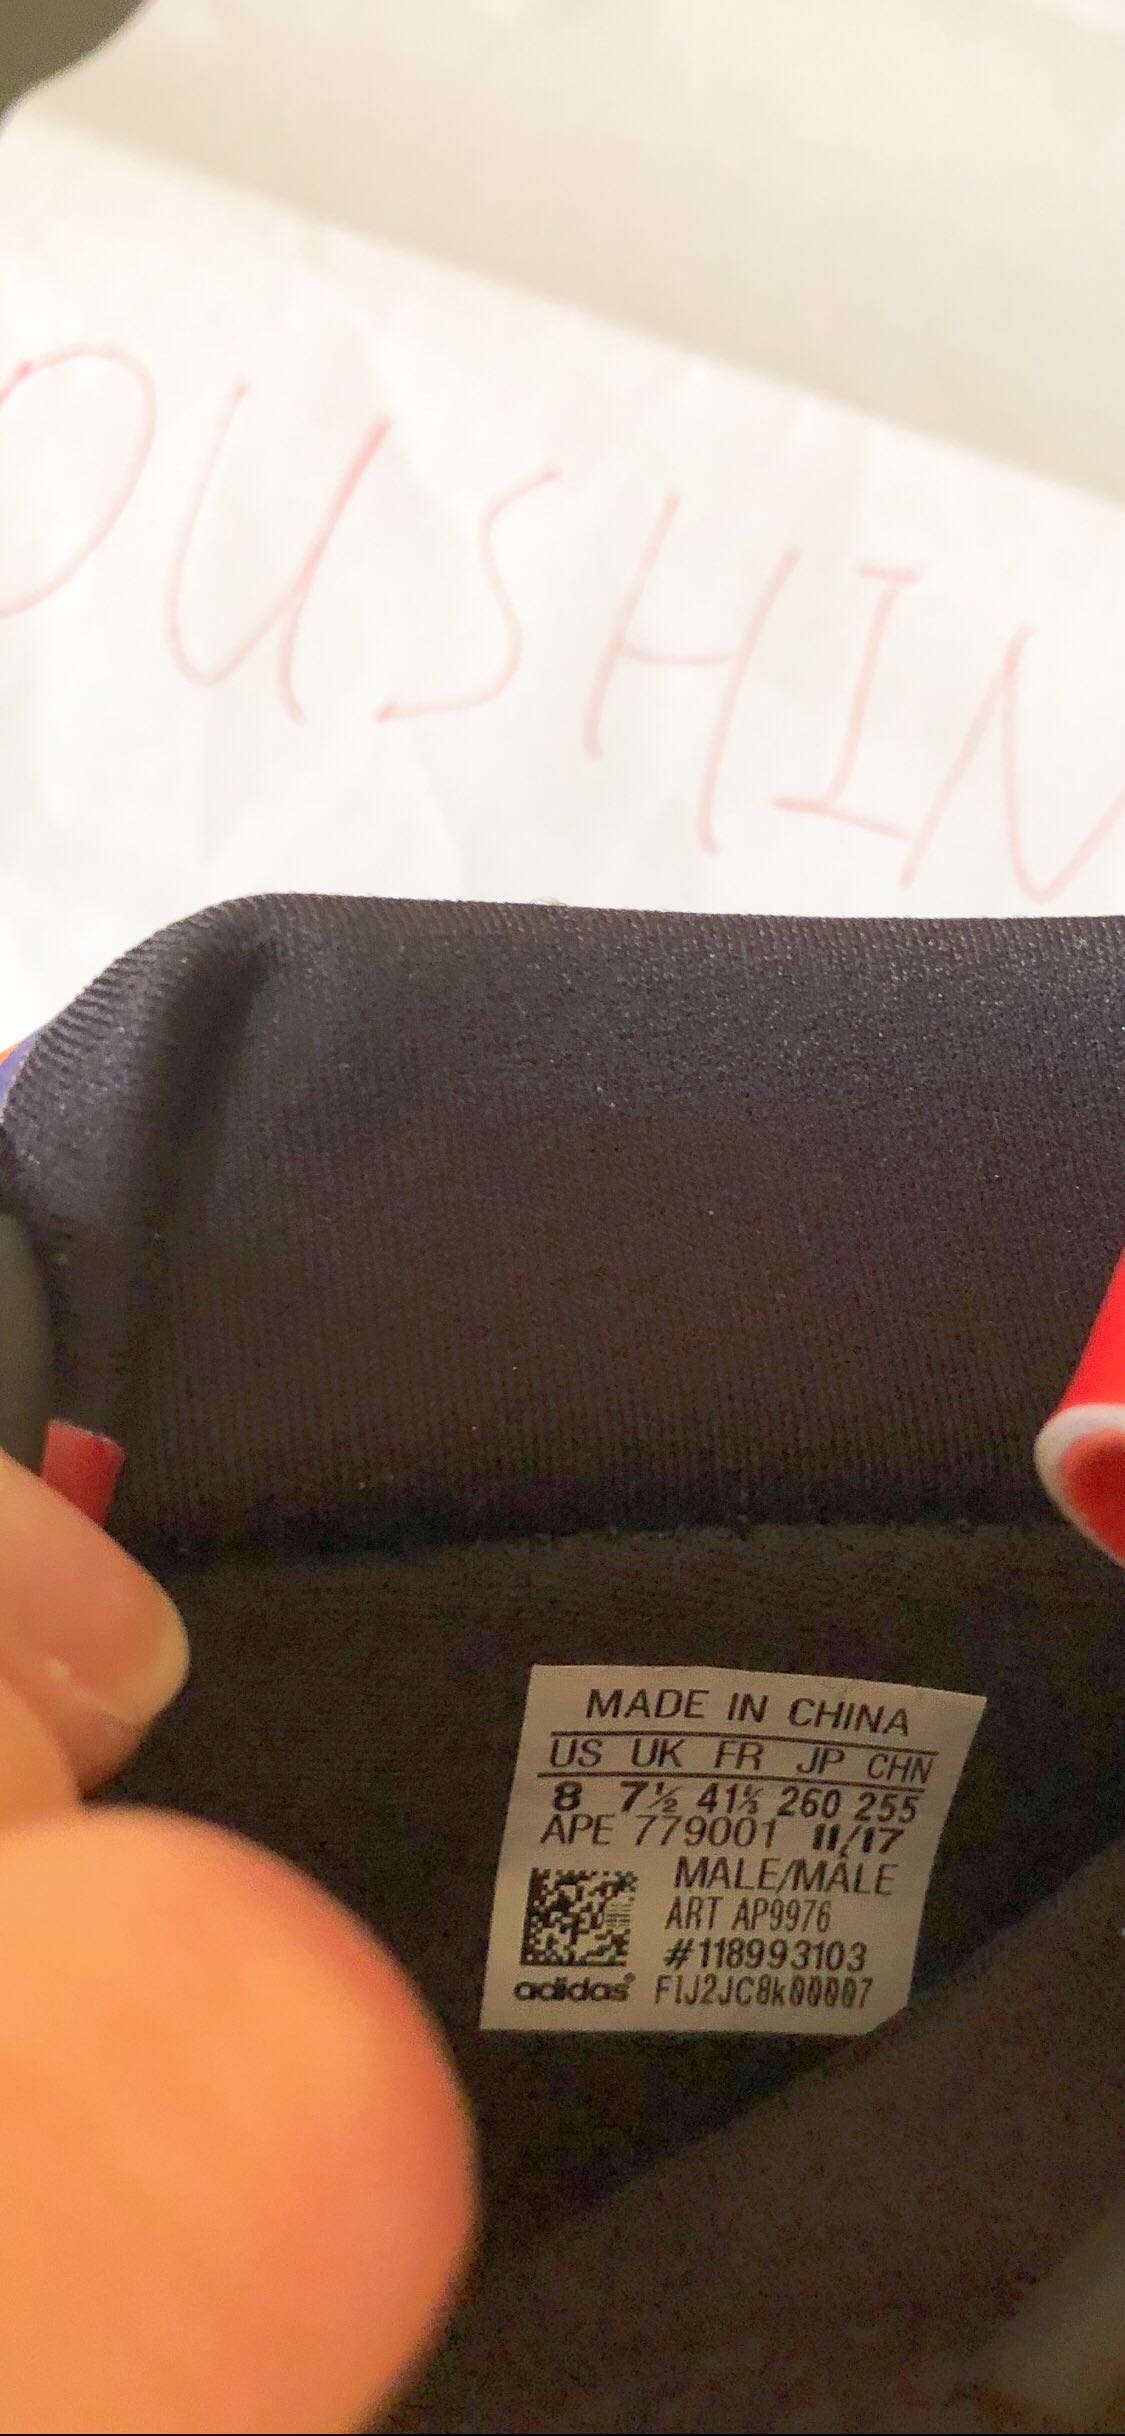 OUSHIN
MADE IN CHINA
US UK FR JP CHN
8 7½ 41⅓ 260 255
APE 779001 11/17
MALE/MÂLE
ART AP9976
#118993103
adidas® FIJ2JC8k00007